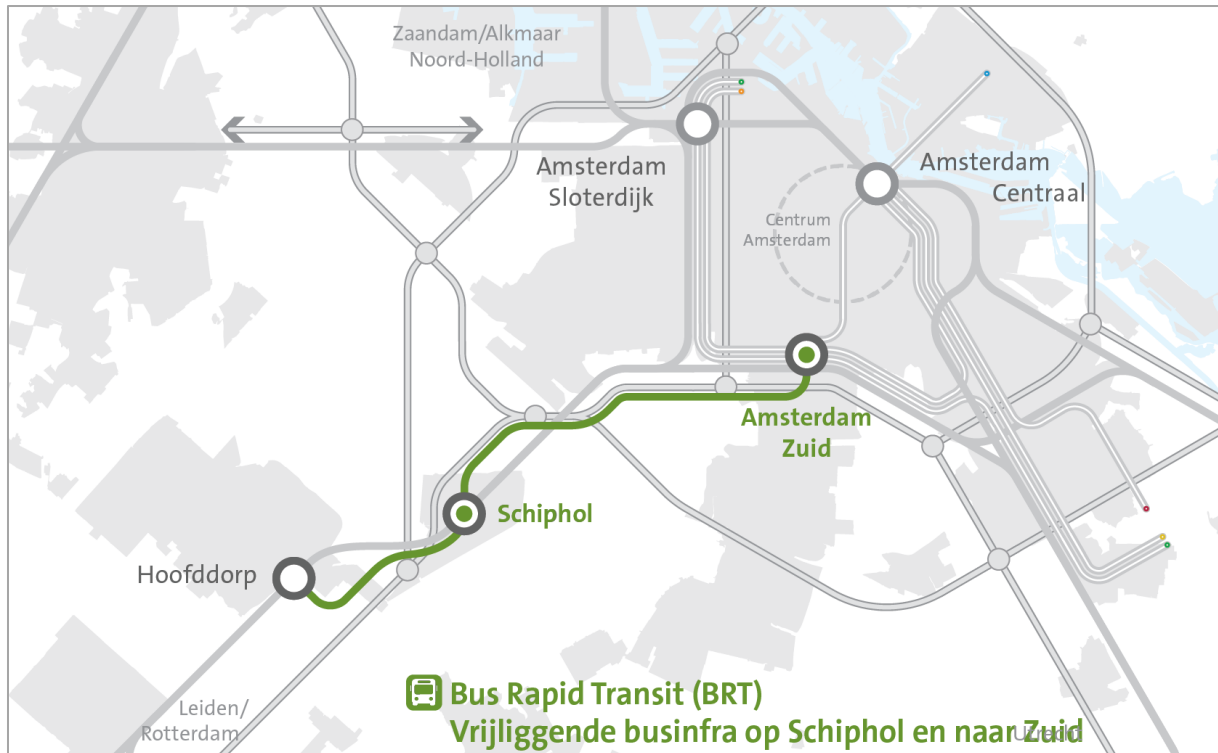 Zaandam/Alkmaar
Noord-Holland
Amsterdam
Sloterdijk
Amsterdam
Centraal
Centrum
Amsterdam
Amsterdam
Zuid
Schiphol
Hoofddorp
Leiden/
Rotterdam
Bus Rapid Transit (BRT)
Vrijliggende businfra op Schiphol en naar Zuid
Utrecht